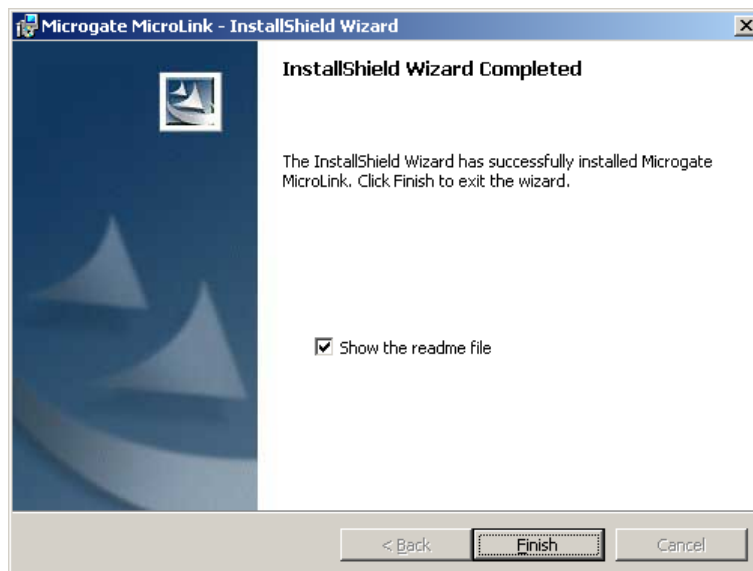 Microgate MicroLink - InstallShield Wizard
InstallShield Wizard Completed
The InstallShield Wizard has successfully installed Microgate
MicroLink. Click Finish to exit the wizard.
Show the readme file
< Back
Finish
Cancel